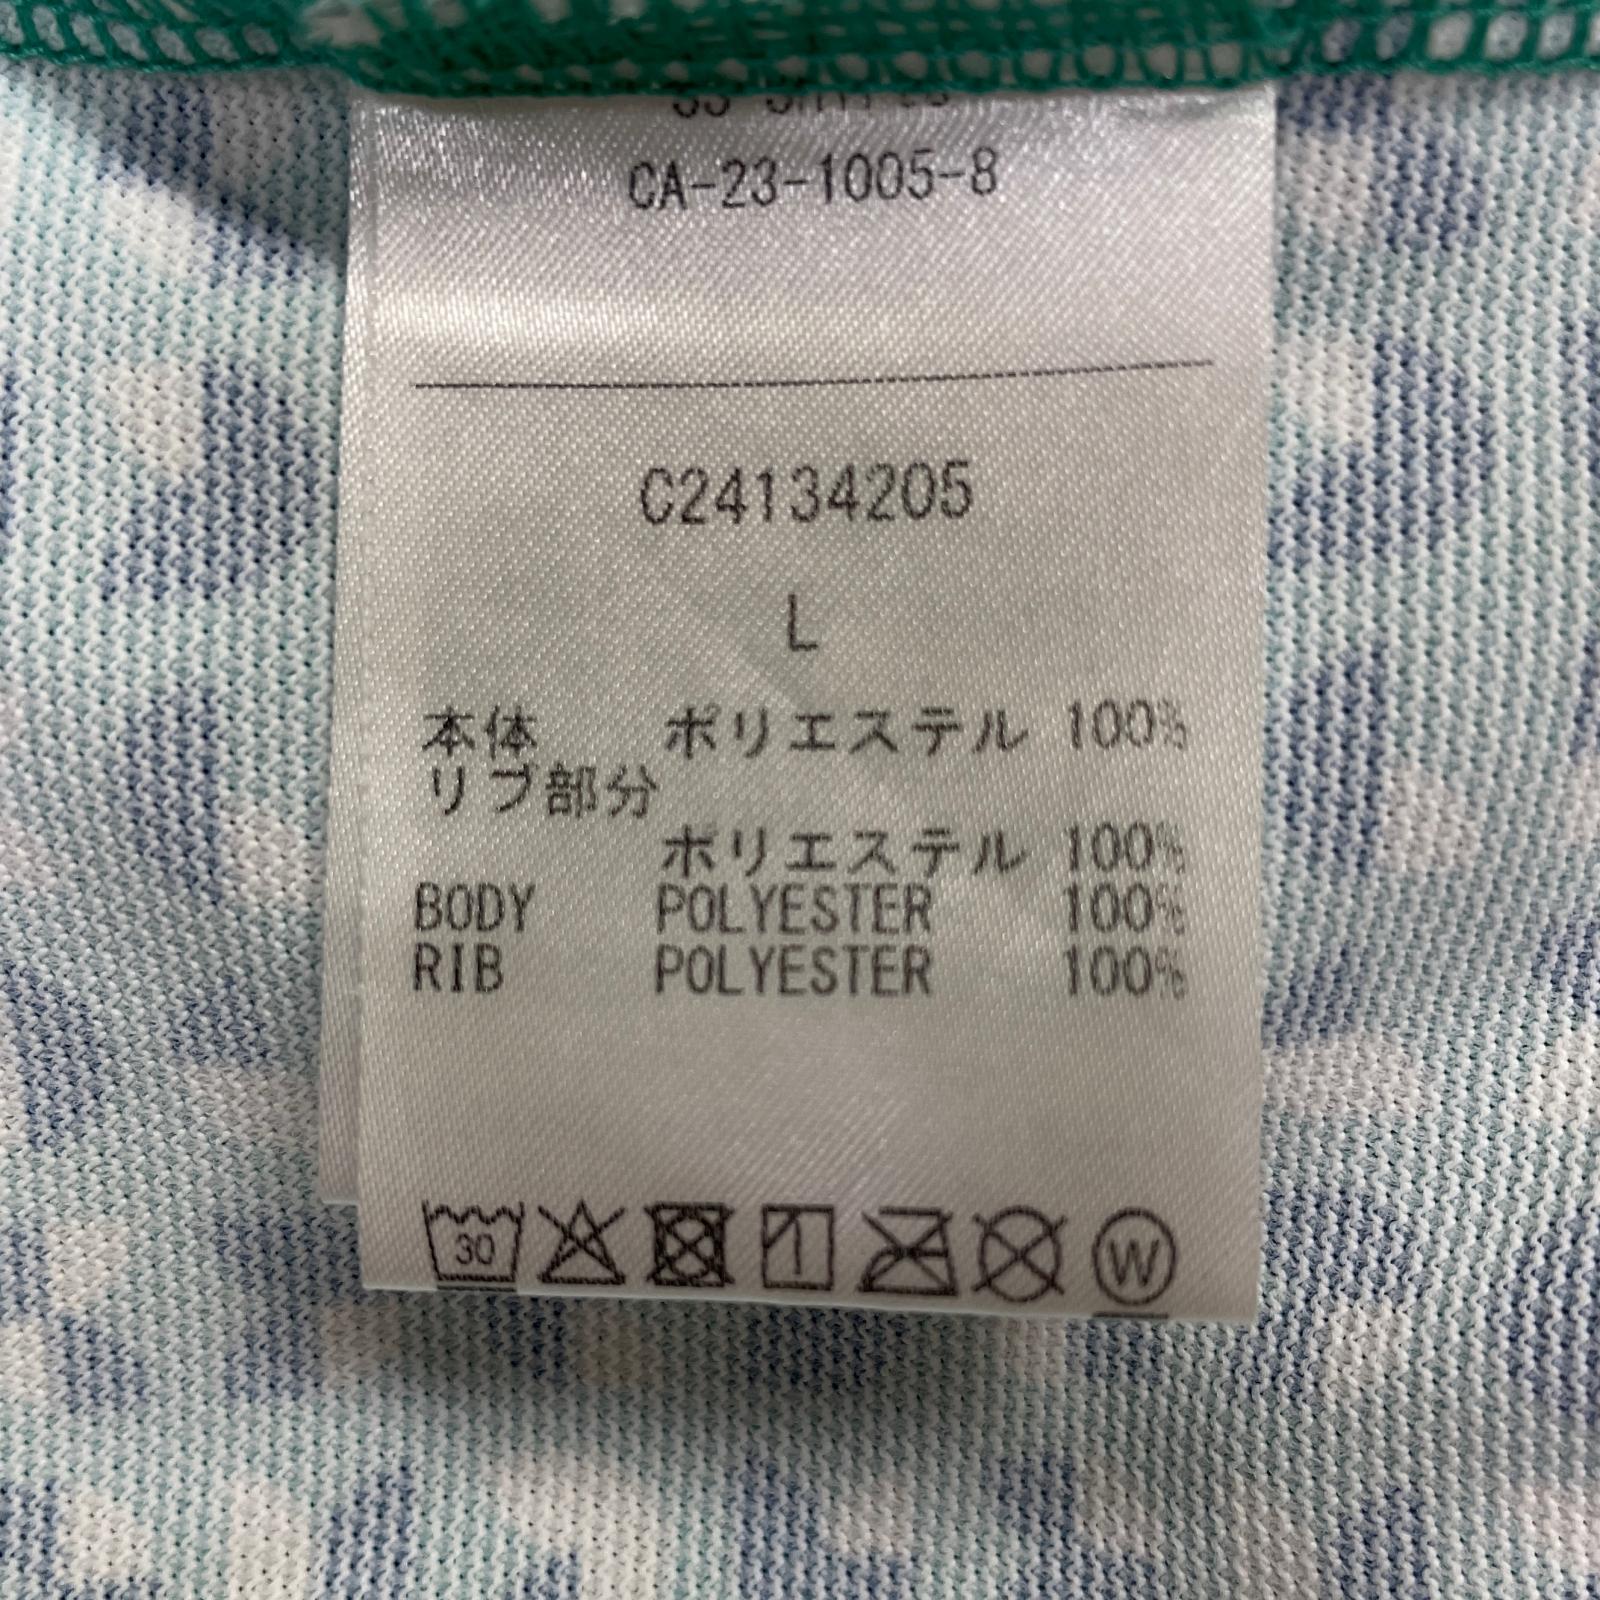 CA-23-1005-8
C24134205
L
本体 ポリエステル 100%
リブ部分
ポリエステル 100%
BODY POLYESTER 100%
RIB POLYESTER 100%
30
W